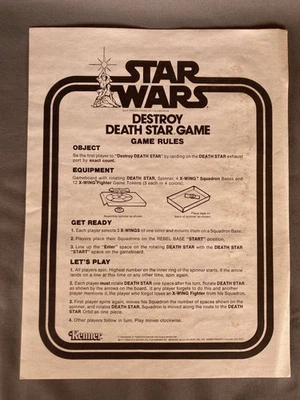 STAR
WARS
DESTROY
DEATH STAR GAME
GAME RULES
OBJECT
Be the first player to "Destroy DEATH STAR" by landing on the DEATH STAR exhaust
port by exact count.
EQUIPMENT
Gameboard with rotating DEATH STAR, Spinner, 4 X-WING Squadron Bases and
12 X-WING Fighter Game Tokens (3 each in 4 colors).
GET READY
1. Each player selects 3 X-WINGS of one color and mounts them on a Squadron Base.
2. Players place their Squadrons on the REBEL BASE "START" position.
3. Line up the "Enter" space on the rotating DEATH STAR with the DEATH STAR
"START" space on the gameboard.
LET'S PLAY
1. All players spin. Highest number on the inner ring of the spinner starts. If the arrow
lands on a line at this or any other time, spin again.
2. Each player must rotate DEATH STAR one space after his turn. Rotate DEATH STAR
as shown by the arrows on the board. If any player forgets to do this and another
player mentions it, the player who forgot loses an X-WING Fighter from his Squadron.
3. First player spins again, moves his Squadron the number of spaces shown on the
spinner, and rotates DEATH STAR. Squadron is moved along the route to the DEATH
STAR Orbit as one piece.
4. Other players follow in turn. Play moves clockwise.
Kenner